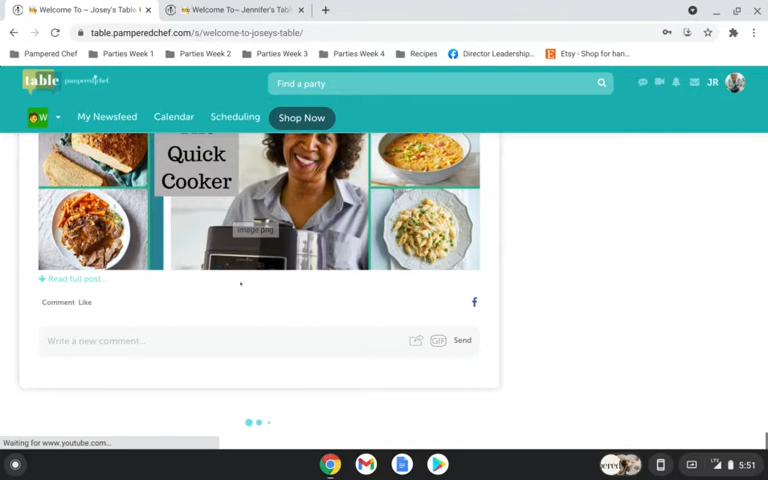 Welcome To ~ Josey's Table
Welcome To~ Jennifer's Tabl
table.pamperedchef.com/s/welcome-to-joseys-table/
Pampered Chef
Parties Week 1
Parties Week 2
Parties Week 3
Parties Week 4
Recipes
Director Leadership...
Etsy - Shop for han...
table
pampered chef
Find a party
JR
W
My Newsfeed
Calendar
Scheduling
Shop Now
Quick
Cooker
image.png
Read full post...
Comment Like
Write a new comment...
GIF
Send
Waiting for www.youtube.com...
LTE
5:51